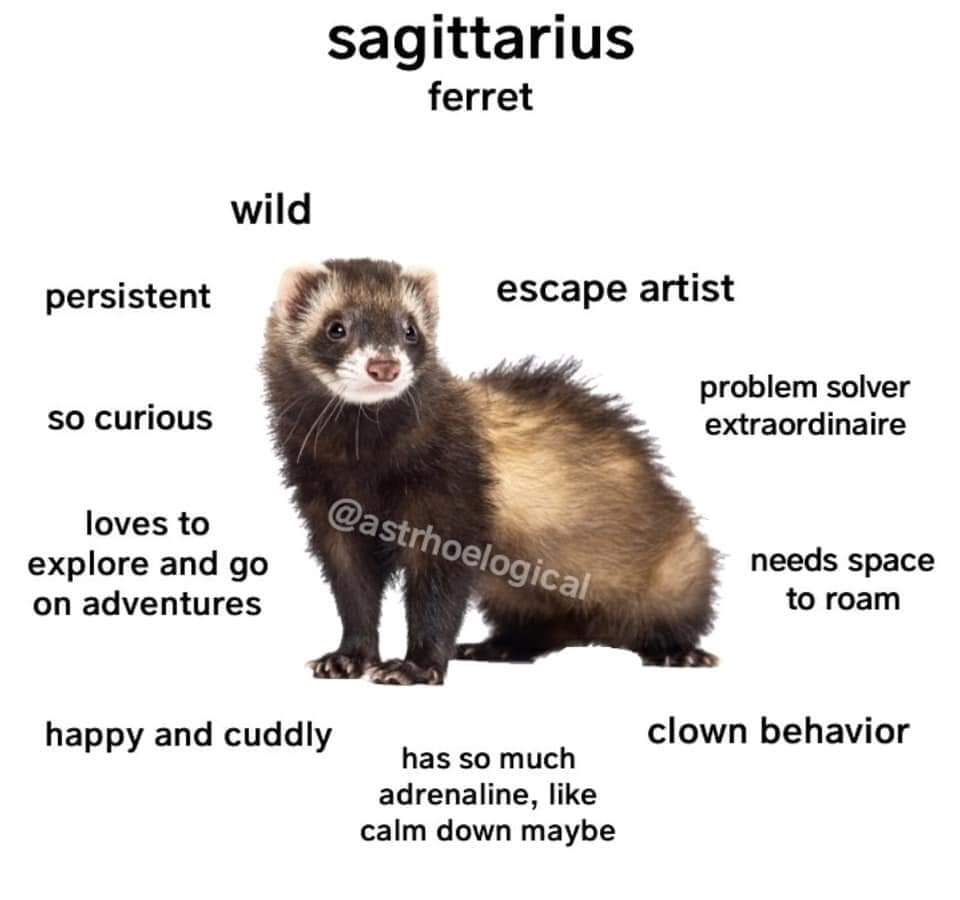 sagittarius
ferret
wild
persistent
escape artist
so curious
problem solver
extraordinaire
loves to
explore and go
on adventures
@astrhoelogical
needs space
to roam
happy and cuddly
clown behavior
has so much
adrenaline, like
calm down maybe